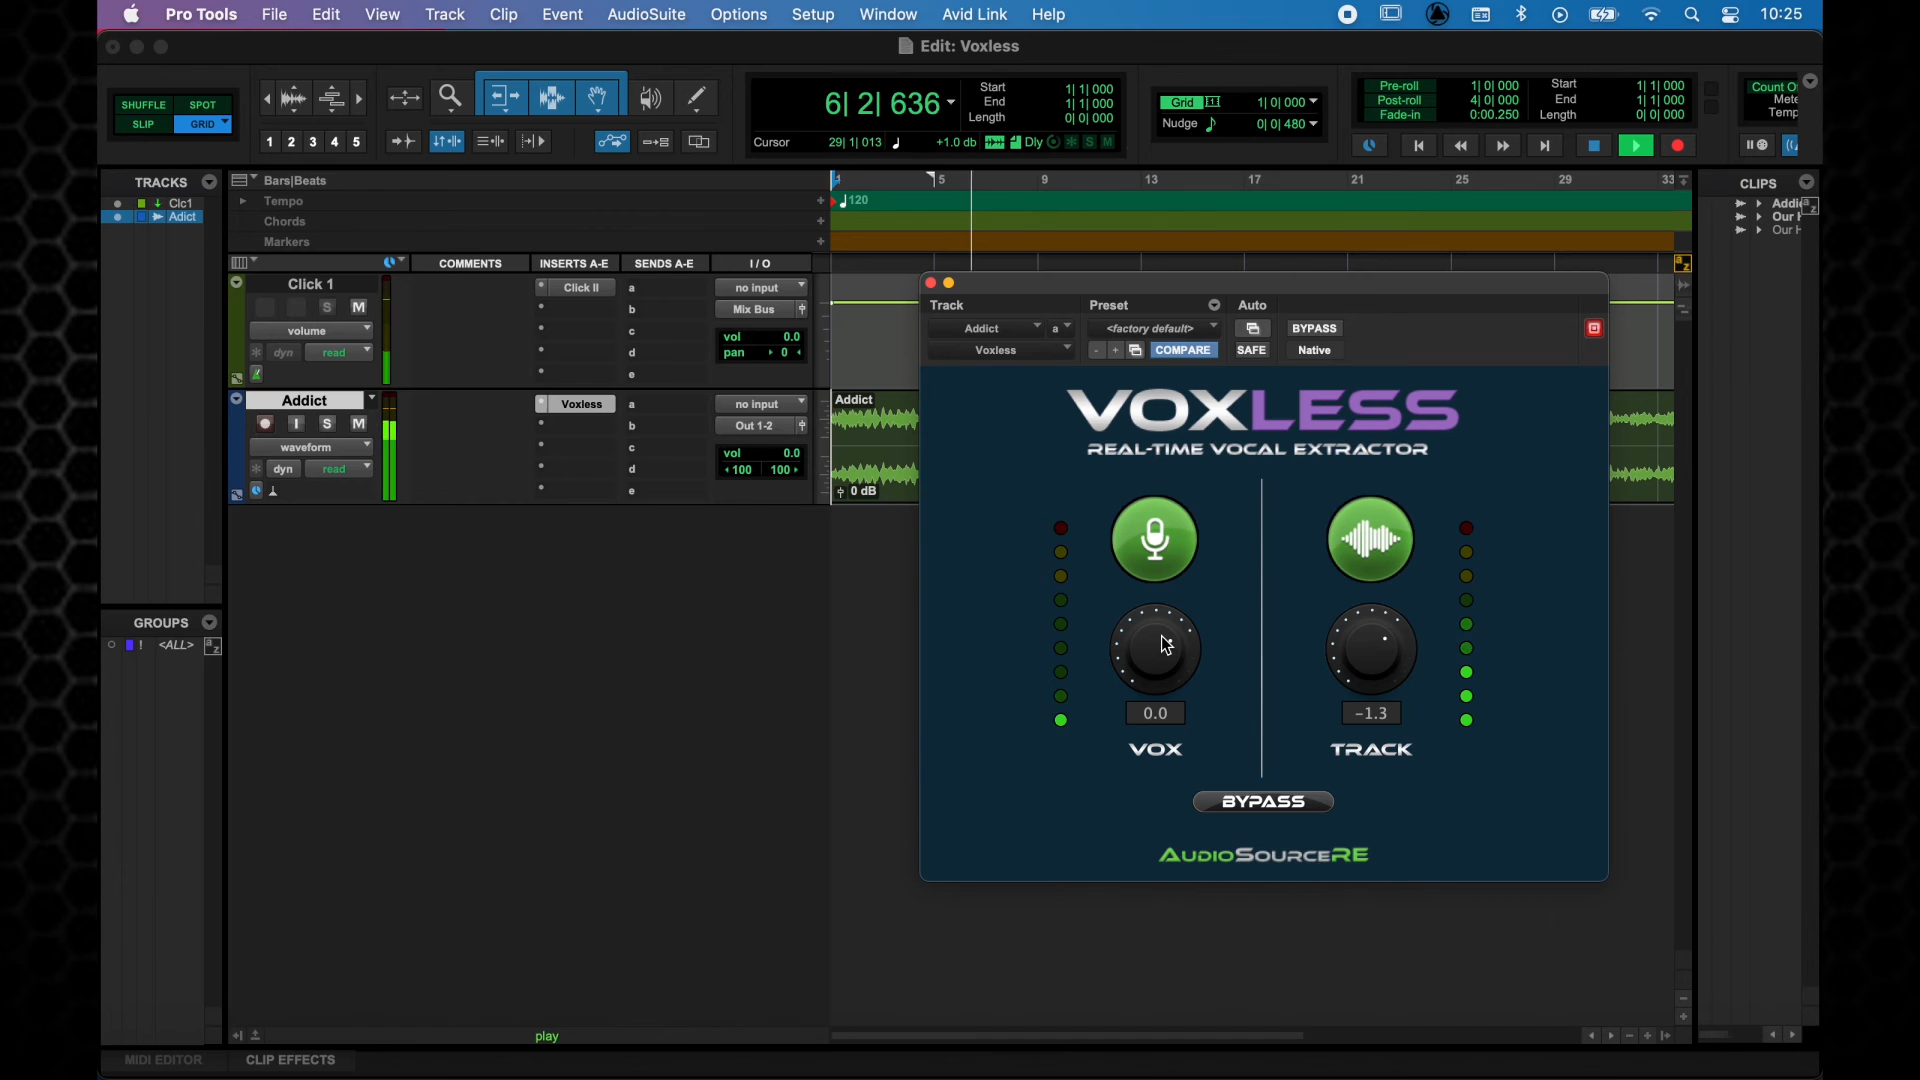 Pro Tools File Edit View Track Clip Event AudioSuite Options Setup Window Avid Link Help 10:25
Edit: Voxless
SHUFFLE SPOT
SLIP GRID
1 2 3 4 5
6| 2| 636
Start 1| 1| 000
End 1| 1| 000
Length 0| 0| 000
Cursor 29| 1| 013 +1.0 db Dly S M
Grid 1| 0| 000
Nudge 0| 0| 480
Pre-roll 1| 0| 000
Post-roll 4| 0| 000
Fade-in 0:00.250
Start 1| 1| 000
End 1| 1| 000
Length 0| 0| 000
TRACKS
Clc1
Adict
Bars|Beats
Tempo
Chords
Markers
5 9 13 17 21 25 29 33
120
CLIPS
COMMENTS INSERTS A-E SENDS A-E I / O
Click 1
S M
volume
dyn read
Click II
a
b
c
d
e
no input
Mix Bus
vol 0.0
pan 0
Addict
I S M
waveform
dyn read
Voxless
a
b
c
d
e
no input
Out 1-2
vol 0.0
100 100
Addict
0 dB
GROUPS
! <ALL>
Track Preset Auto
Addict a <factory default> BYPASS
Voxless - + COMPARE SAFE Native
VOXLESS
REAL-TIME VOCAL EXTRACTOR
0.0 -1.3
VOX TRACK
BYPASS
AUDIOSOURCERE
play
MIDI EDITOR CLIP EFFECTS